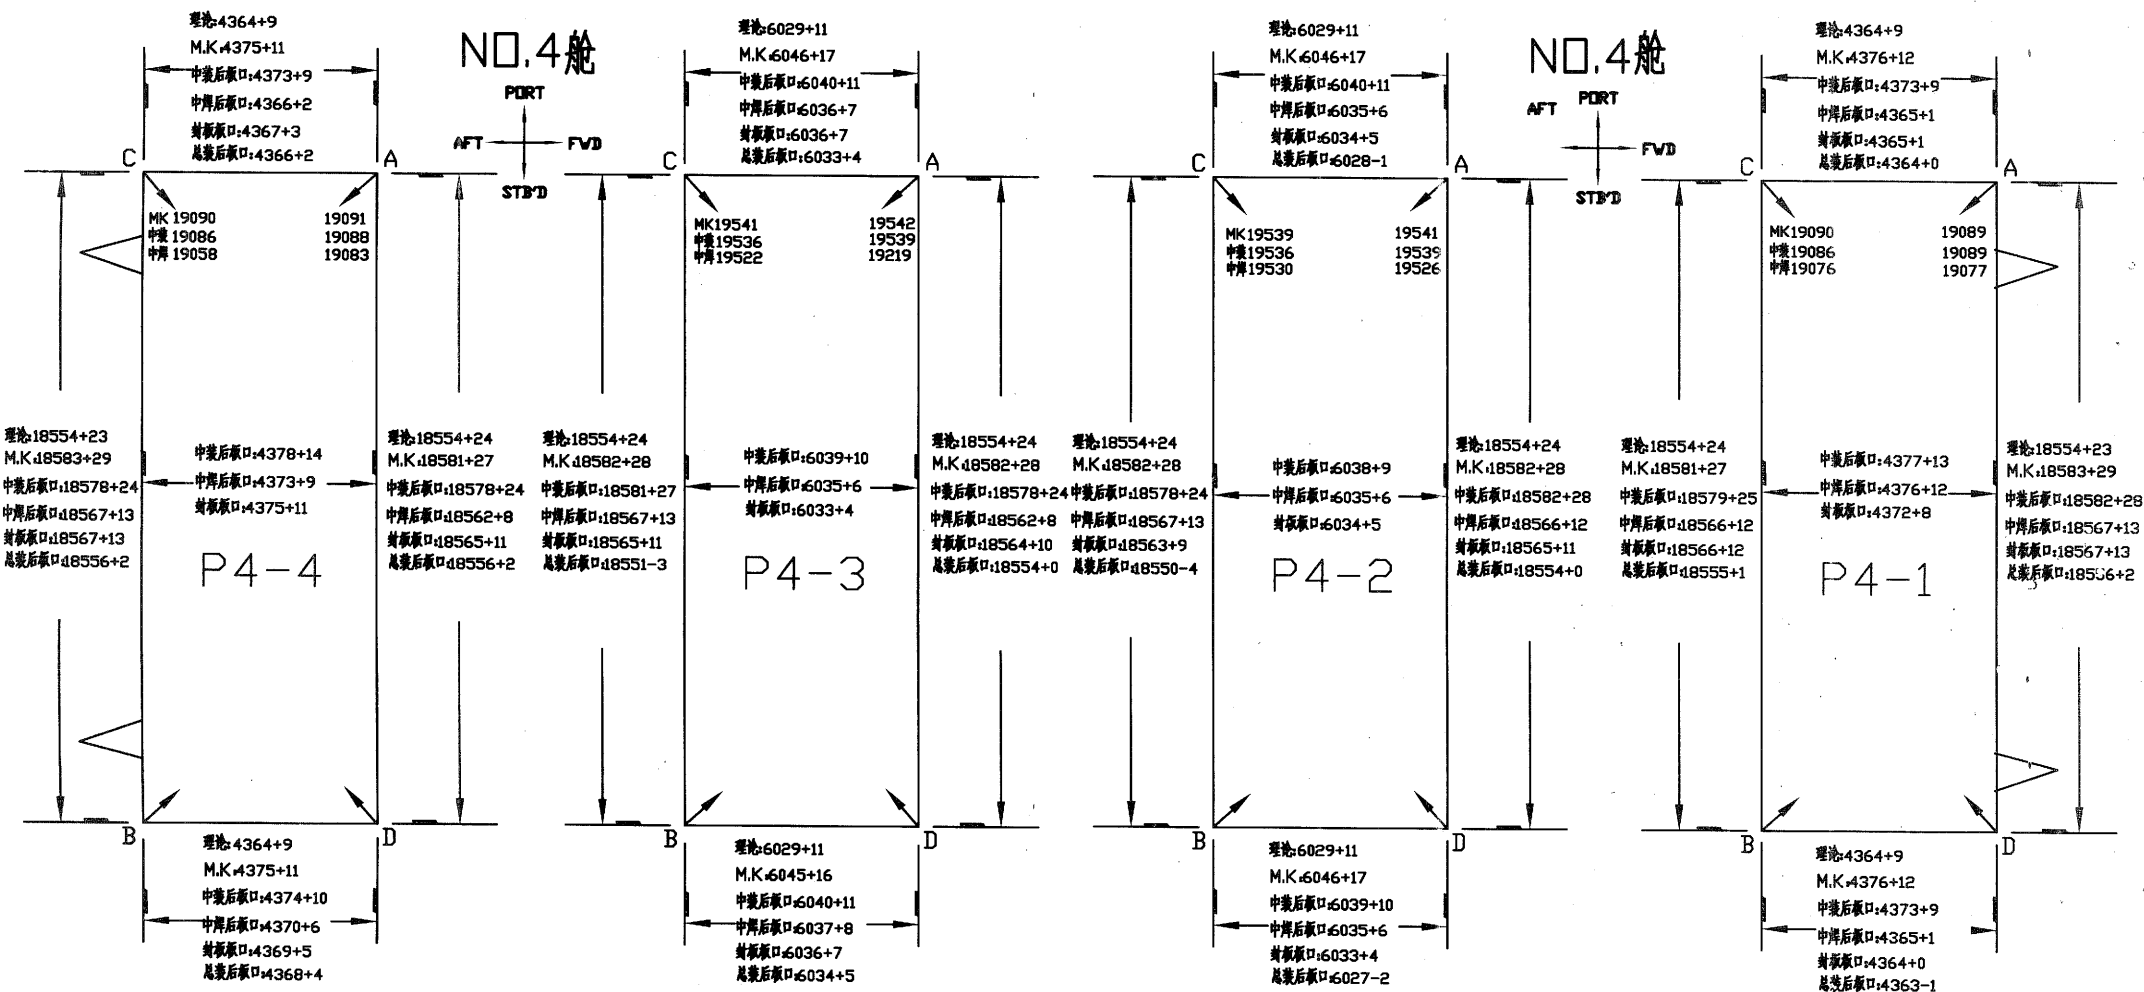 理论:4364+9
M.K:4375+11
中装后板口:4373+9
中焊后板口:4366+2
封板板口:4367+3
总装后板口:4366+2
NO.4舱
PORT
AFT
FWD
STB'D
理论:6029+11
M.K:6046+17
中装后板口:6040+11
中焊后板口:6036+7
封板板口:6036+7
总装后板口:6033+4
理论:6029+11
M.K:6046+17
中装后板口:6040+11
中焊后板口:6035+6
封板板口:6034+5
总装后板口:6028-1
NO.4舱
AFT
PORT
FWD
STB'D
理论:4364+9
M.K:4376+12
中装后板口:4373+9
中焊后板口:4365+1
封板板口:4365+1
总装后板口:4364+0
C
A
C
A
C
A
C
A
MK 19090 19091
中装 19086 19088
中焊 19058 19083
MK19541 19542
中装19536 19539
中焊19522 19219
MK19539 19541
中装19536 19539
中焊19530 19526
MK19090 19089
中装19086 19089
中焊19076 19077
理论:18554+23
M.K:18583+29
中装后板口:18578+24
中焊后板口:18567+13
封板板口:18567+13
总装后板口:18556+2
中装后板口:4378+14
中焊后板口:4373+9
封板板口:4375+11
P4-4
理论:18554+24
M.K:18581+27
中装后板口:18578+24
中焊后板口:18562+8
封板板口:18565+11
总装后板口:18556+2
理论:18554+24
M.K:18582+28
中装后板口:18581+27
中焊后板口:18567+13
封板板口:18565+11
总装后板口:18551-3
中装后板口:6039+10
中焊后板口:6035+6
封板板口:6033+4
P4-3
理论:18554+24
M.K:18582+28
中装后板口:18578+24
中焊后板口:18562+8
封板板口:18564+10
总装后板口:18554+0
理论:18554+24
M.K:18582+28
中装后板口:18578+24
中焊后板口:18567+13
封板板口:18563+9
总装后板口:18550-4
中装后板口:6038+9
中焊后板口:6035+6
封板板口:6034+5
P4-2
理论:18554+24
M.K:18582+28
中装后板口:18582+28
中焊后板口:18566+12
封板板口:18565+11
总装后板口:18554+0
理论:18554+24
M.K:18581+27
中装后板口:18579+25
中焊后板口:18566+12
封板板口:18566+12
总装后板口:18555+1
中装后板口:4377+13
中焊后板口:4376+12
封板板口:4372+8
P4-1
理论:18554+23
M.K:18583+29
中装后板口:18582+28
中焊后板口:18567+13
封板板口:18567+13
总装后板口:18556+2
B
D
B
D
B
D
B
D
理论:4364+9
M.K:4375+11
中装后板口:4374+10
中焊后板口:4370+6
封板板口:4369+5
总装后板口:4368+4
理论:6029+11
M.K:6045+16
中装后板口:6040+11
中焊后板口:6037+8
封板板口:6036+7
总装后板口:6034+5
理论:6029+11
M.K:6046+17
中装后板口:6039+10
中焊后板口:6035+6
封板板口:6033+4
总装后板口:6027-2
理论:4364+9
M.K:4376+12
中装后板口:4373+9
中焊后板口:4365+1
封板板口:4364+0
总装后板口:4363-1